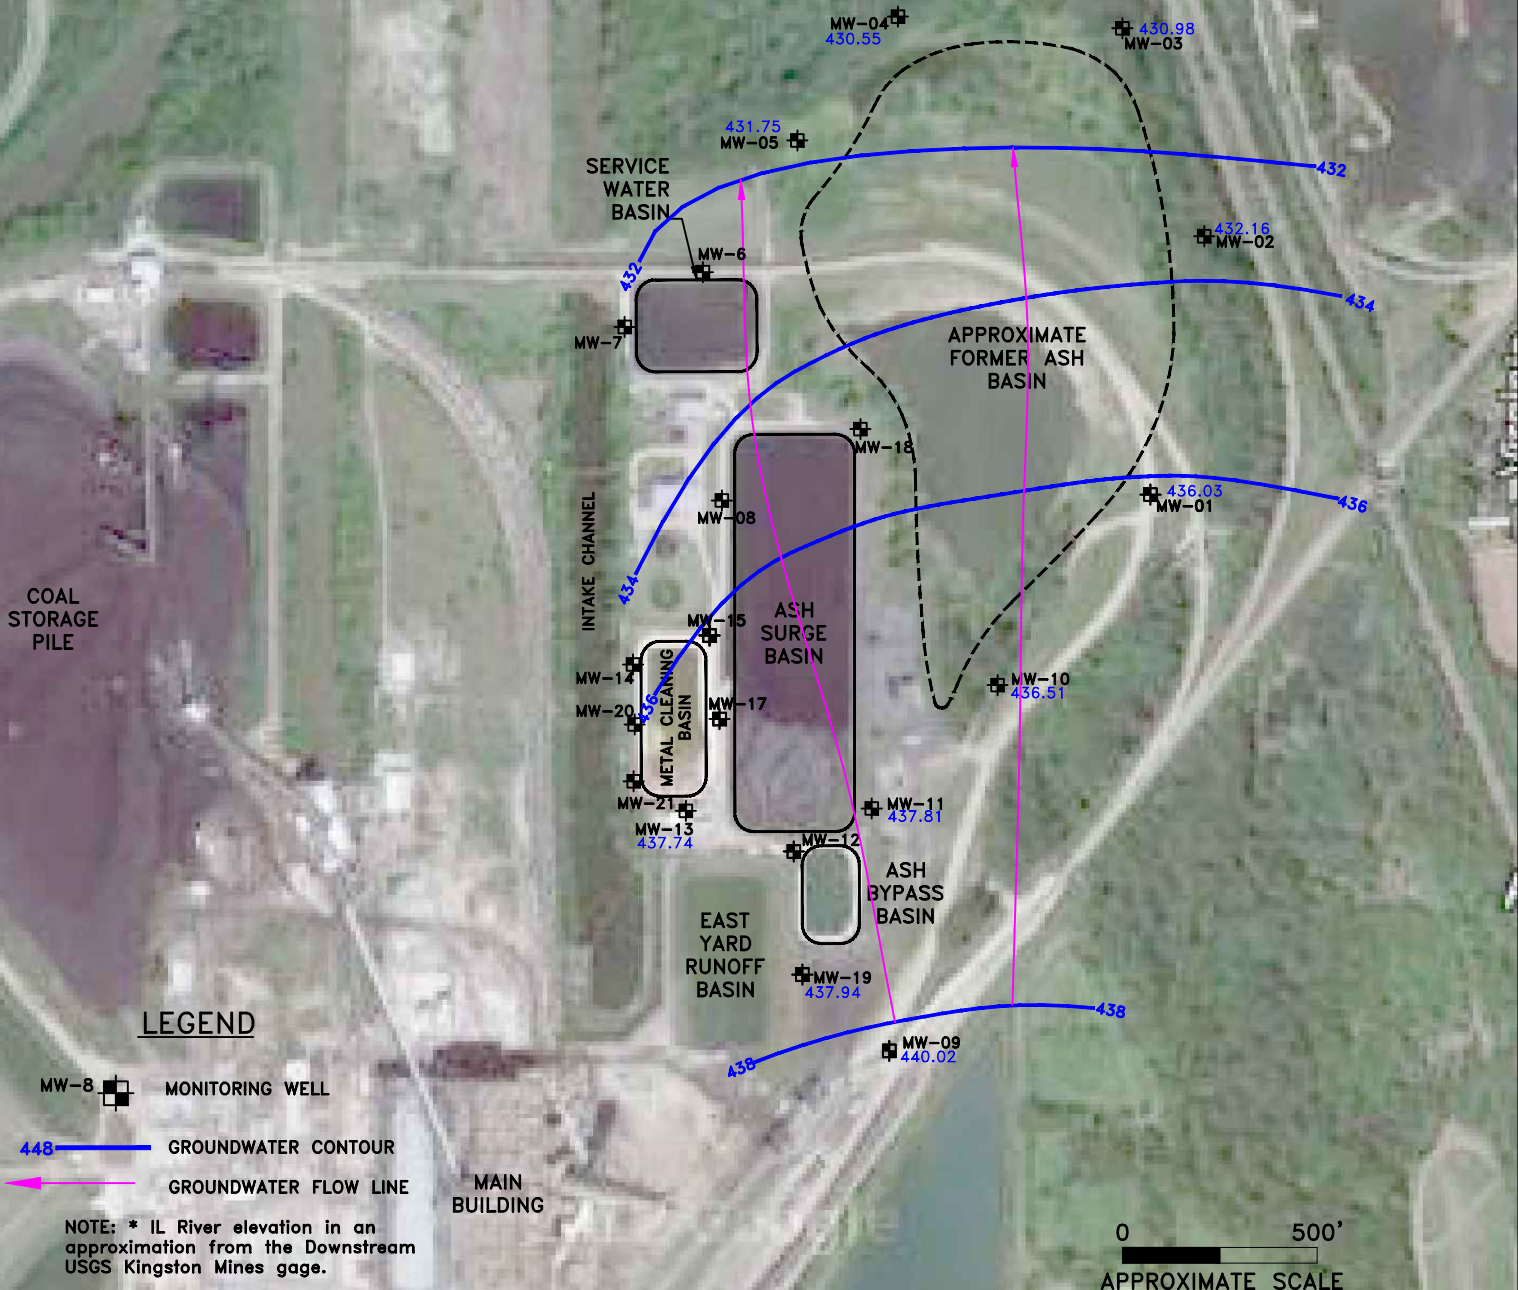 MW-04
430.55
430.98
MW-03
431.75
MW-05
SERVICE
WATER
BASIN
432
432.16
MW-02
MW-6
432
434
MW-7
APPROXIMATE
FORMER ASH
BASIN
MW-18
436.03
MW-01
436
MW-08
INTAKE CHANNEL
434
COAL
STORAGE
PILE
ASH
SURGE
BASIN
MW-15
MW-14
METAL CLEANING
BASIN
436
MW-10
436.51
MW-20
MW-17
MW-21
MW-13
437.74
MW-11
437.81
MW-12
ASH
BYPASS
BASIN
EAST
YARD
RUNOFF
BASIN
MW-19
437.94
438
438
MW-09
440.02
LEGEND
MW-8
MONITORING WELL
448
GROUNDWATER CONTOUR
GROUNDWATER FLOW LINE
MAIN
BUILDING
NOTE: * IL River elevation in an
approximation from the Downstream
USGS Kingston Mines gage.
0 500'
APPROXIMATE SCALE